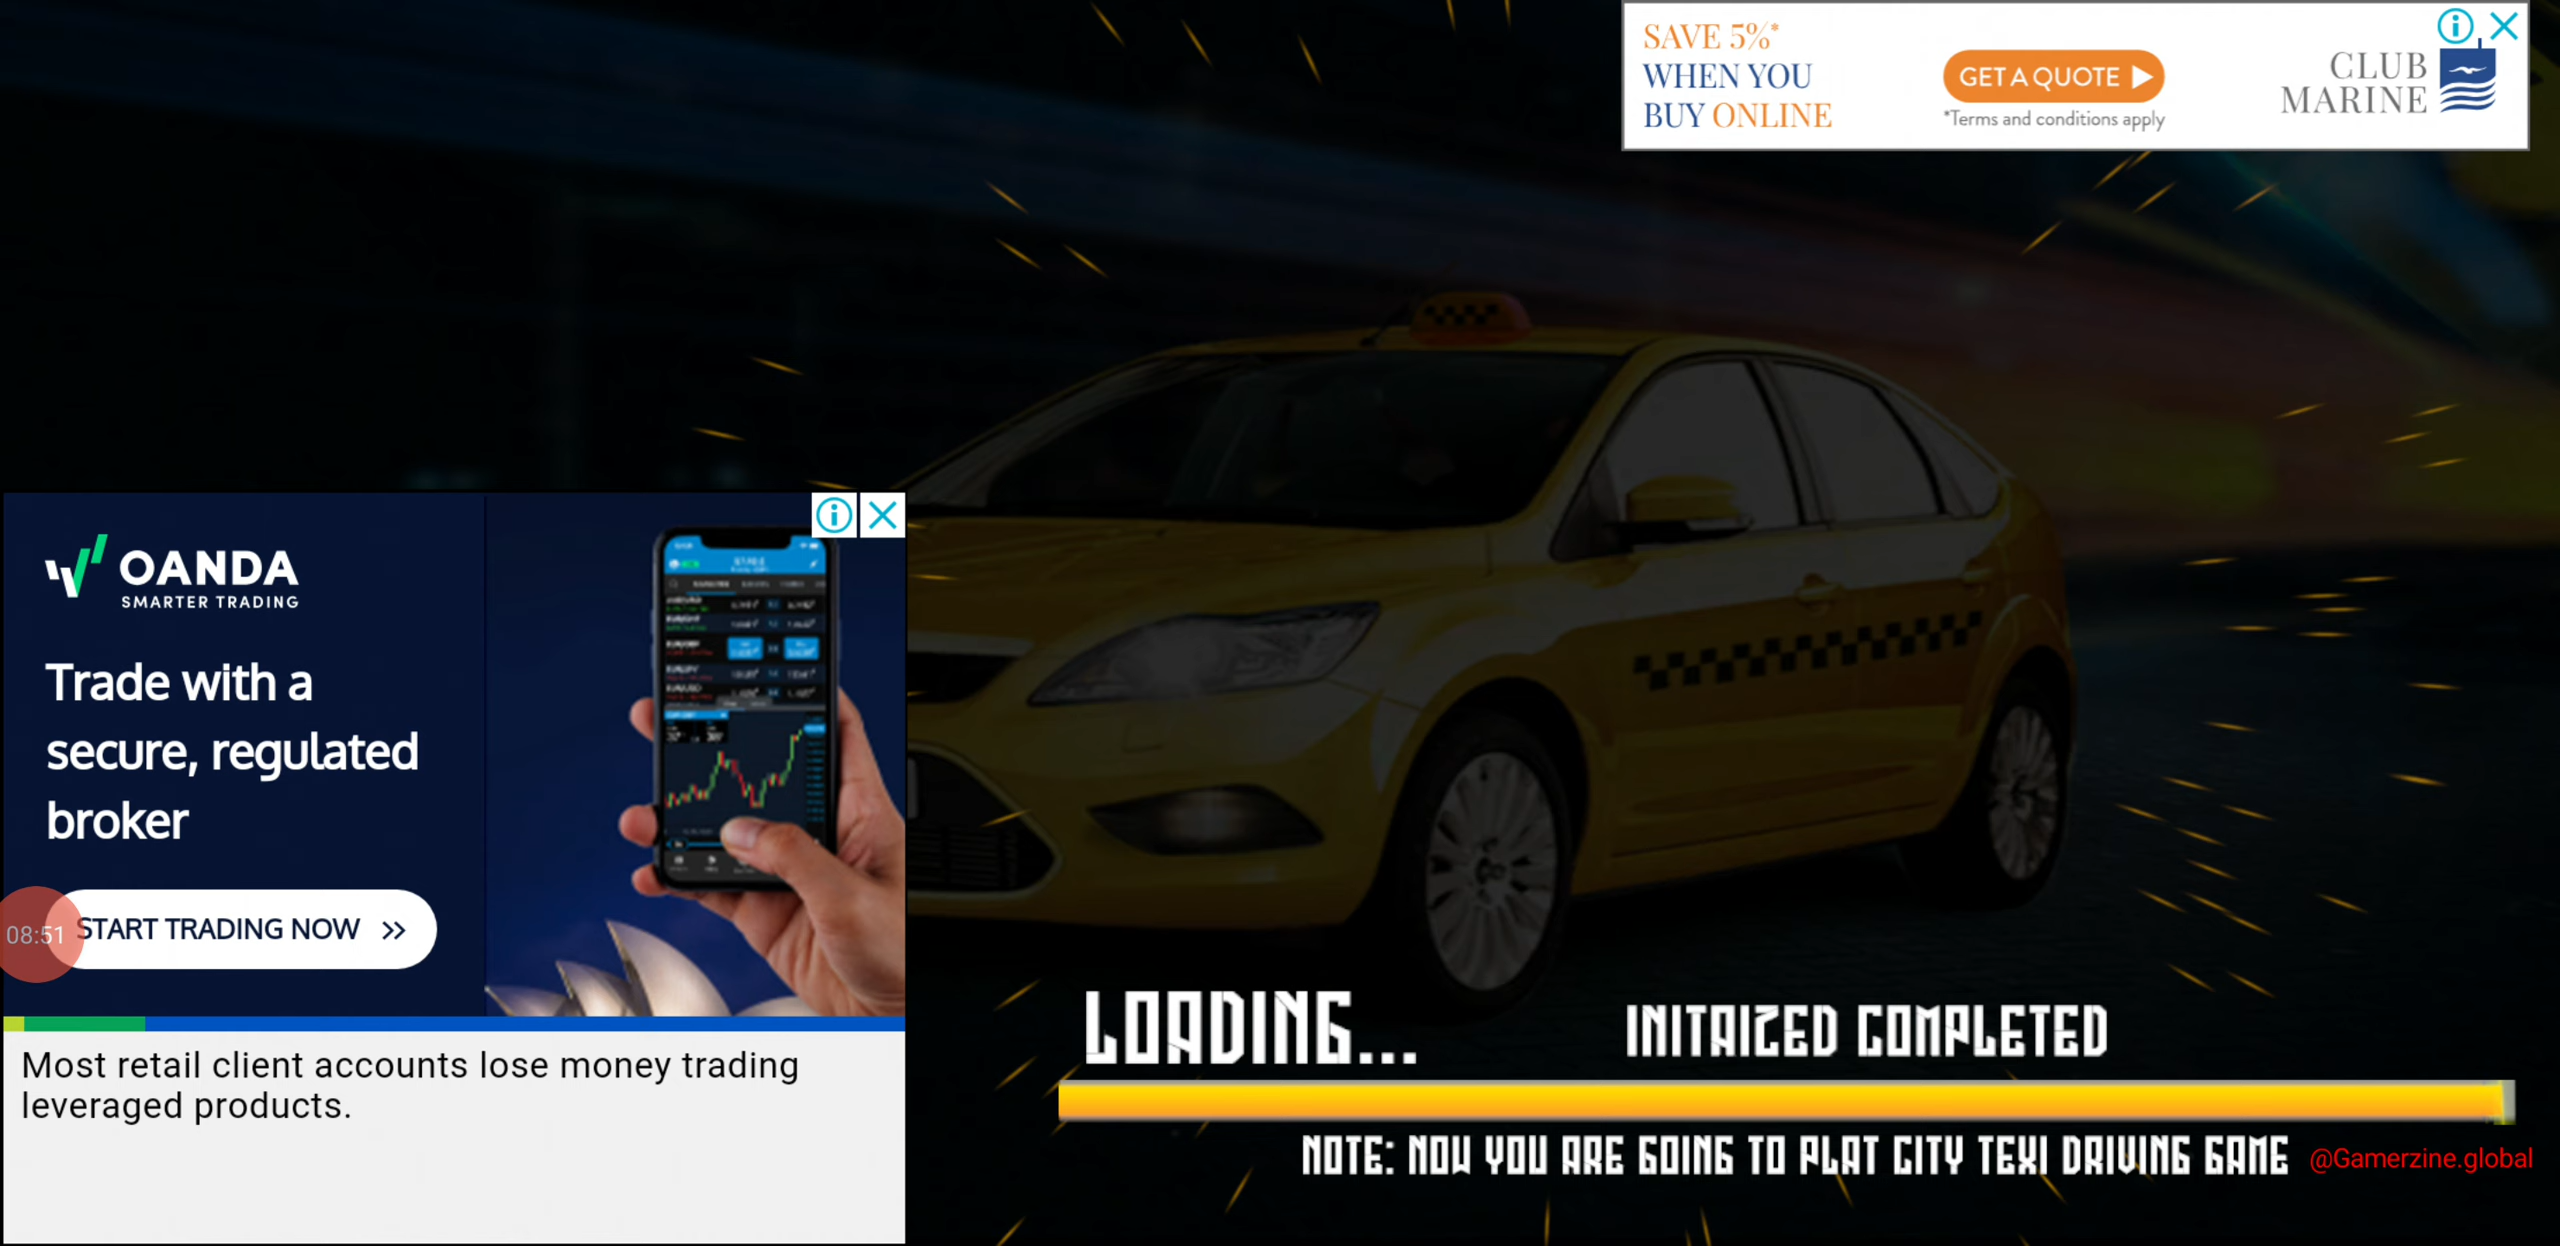 SAVE 5%*
WHEN YOU
BUY ONLINE
GET A QUOTE
*Terms and conditions apply
CLUB
MARINE
OANDA
SMARTER TRADING
Trade with a
secure, regulated
broker
08:51
START TRADING NOW >>
Most retail client accounts lose money trading
leveraged products.
LOADING...
INITAIZED COMPLETED
NOTE: NOW YOU ARE GOING TO PLAT CITY TEXI DRIVING GAME
@Gamerzine.global